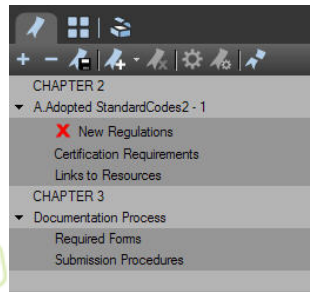 CHAPTER 2
A.Adopted StandardCodes2 - 1
New Regulations
Certification Requirements
Links to Resources
CHAPTER 3
Documentation Process
Required Forms
Submission Procedures